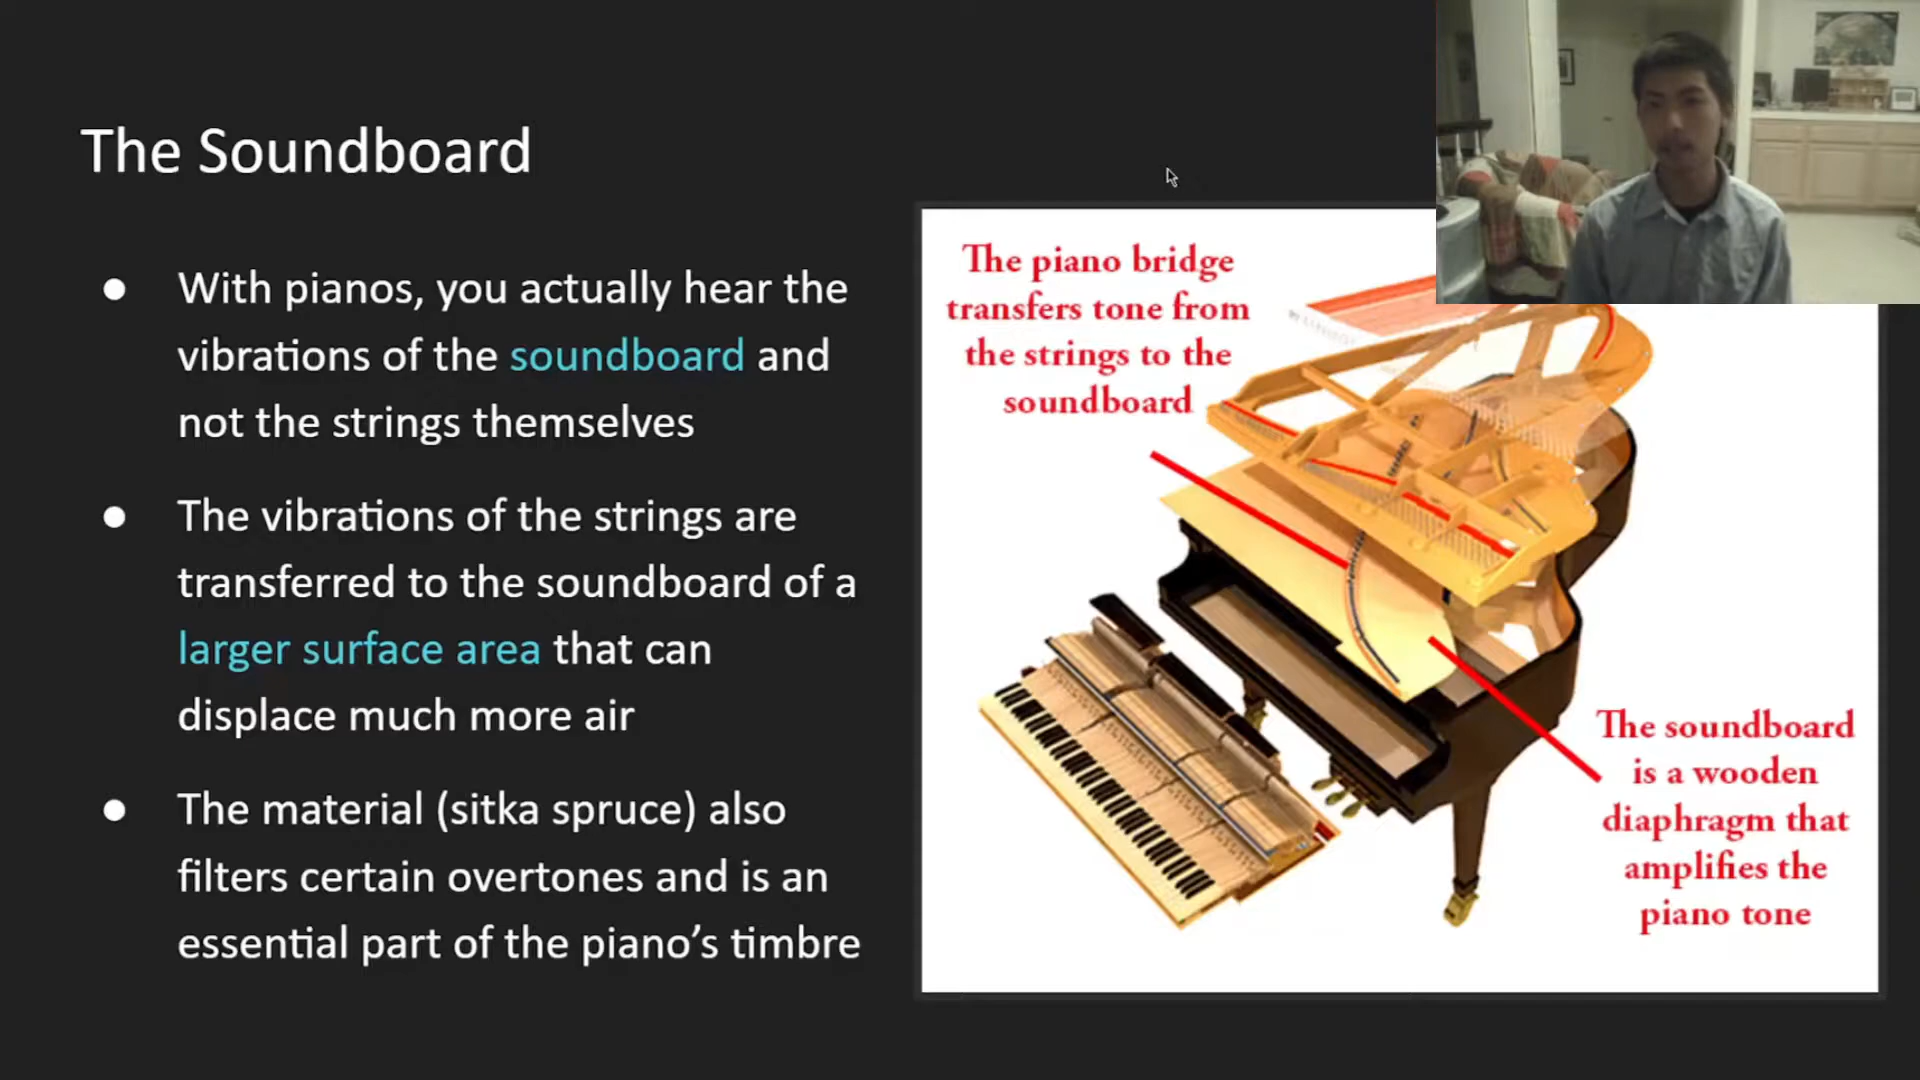 The Soundboard
With pianos, you actually hear the
vibrations of the soundboard and
not the strings themselves
The vibrations of the strings are
transferred to the soundboard of a
larger surface area that can
displace much more air
The material (sitka spruce) also
filters certain overtones and is an
essential part of the piano's timbre
The piano bridge
transfers tone from
the strings to the
soundboard
The soundboard
is a wooden
diaphragm that
amplifies the
piano tone